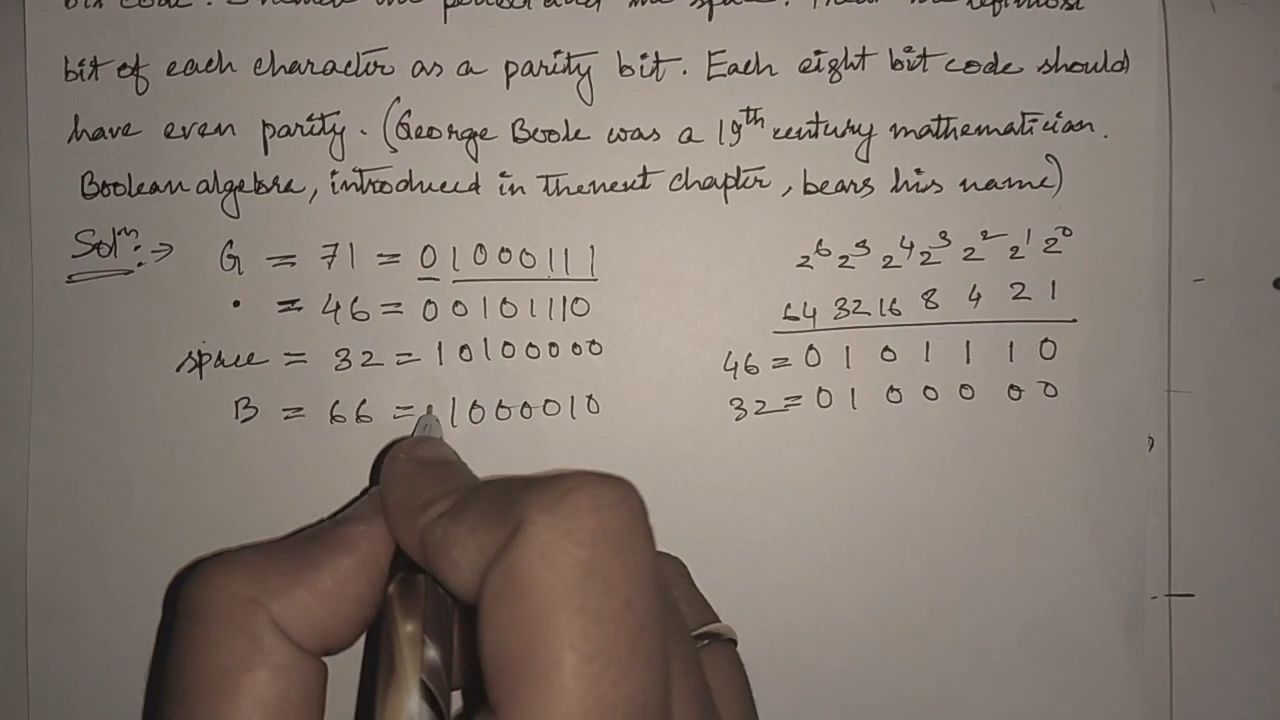 bit of each character as a parity bit. Each eight bit code should
have even parity. (George Boole was a 19th century mathematician.
Boolean algebra, introduced in thenext chapter, bears his name)
Solⁿ:→
G = 71 = 01000111
. = 46 = 00101110
space = 32 = 10100000
B = 66 = 1000010
2⁶ 2⁵ 2⁴ 2³ 2² 2¹ 2⁰
64 32 16 8 4 2 1
46 = 0 1 0 1 1 1 0
32 = 0 1 0 0 0 0 0